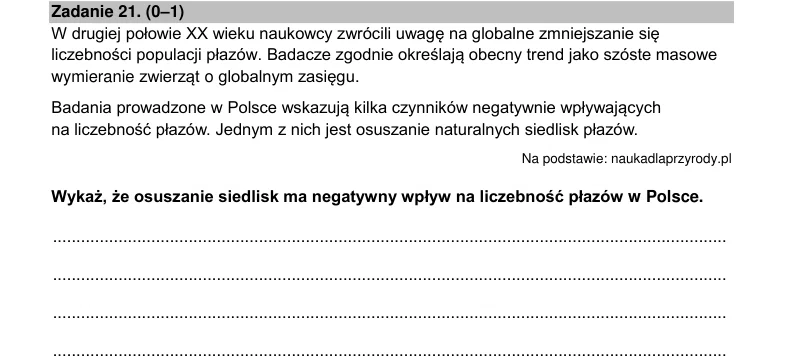 Zadanie 21. (0–1)
W drugiej połowie XX wieku naukowcy zwrócili uwagę na globalne zmniejszanie się
liczebności populacji płazów. Badacze zgodnie określają obecny trend jako szóste masowe
wymieranie zwierząt o globalnym zasięgu.
Badania prowadzone w Polsce wskazują kilka czynników negatywnie wpływających
na liczebność płazów. Jednym z nich jest osuszanie naturalnych siedlisk płazów.
Na podstawie: naukadlaprzyrody.pl
Wykaż, że osuszanie siedlisk ma negatywny wpływ na liczebność płazów w Polsce.